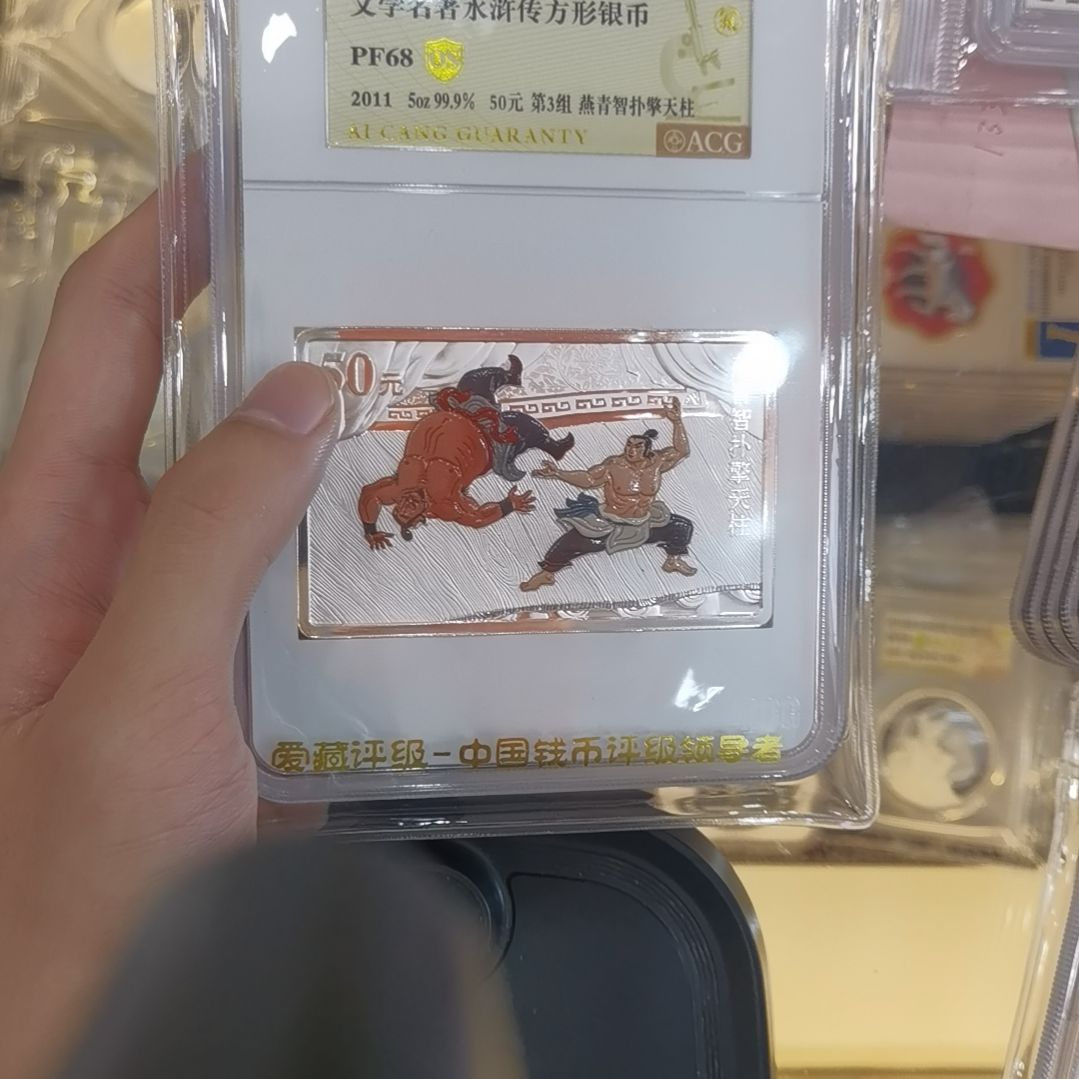 文学名著水浒传方形银币
PF68 US
2011 5oz 99.9% 50元 第3组 燕青智扑擎天柱
AI CANG GUARANTY
ACG
50元
智扑擎天柱
爱藏评级-中国钱币评级领导者